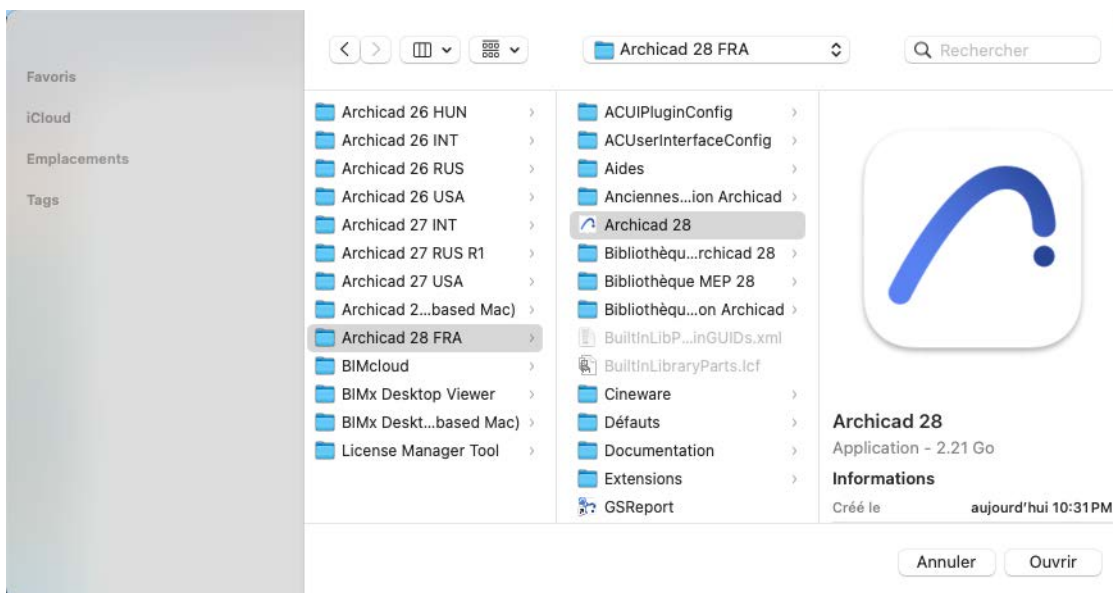 Archicad 28 FRA
Rechercher
Favoris
iCloud
Emplacements
Tags
Archicad 26 HUN
Archicad 26 INT
Archicad 26 RUS
Archicad 26 USA
Archicad 27 INT
Archicad 27 RUS R1
Archicad 27 USA
Archicad 2...based Mac)
Archicad 28 FRA
BIMcloud
BIMx Desktop Viewer
BIMx Deskt...based Mac)
License Manager Tool
ACUIPluginConfig
ACUserInterfaceConfig
Aides
Anciennes...ion Archicad
Archicad 28
Bibliothèqu...rchicad 28
Bibliothèque MEP 28
Bibliothèqu...on Archicad
BuiltInLibP...inGUIDs.xml
BuiltInLibraryParts.lcf
Cineware
Défauts
Documentation
Extensions
GSReport
Archicad 28
Application - 2.21 Go
Informations
Créé le aujourd'hui 10:31 PM
Annuler
Ouvrir